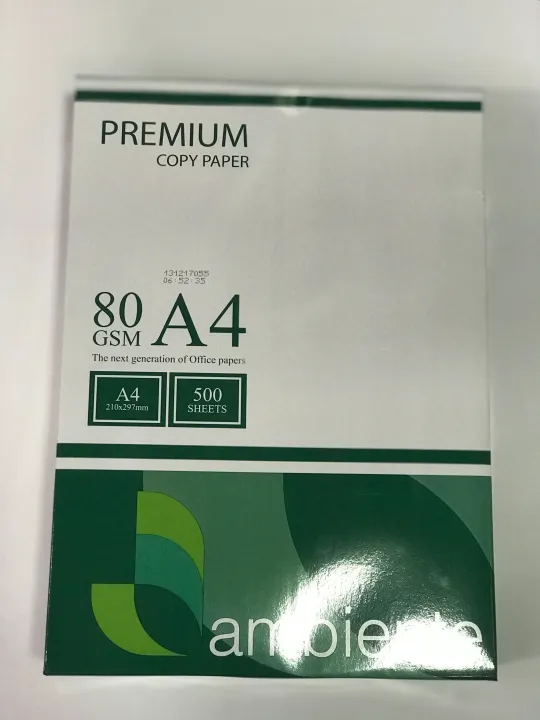 PREMIUM
COPY PAPER
131217055
06:52:35
80
GSM
A4
The next generation of Office papers
A4
210x297mm
500
SHEETS
ambiente